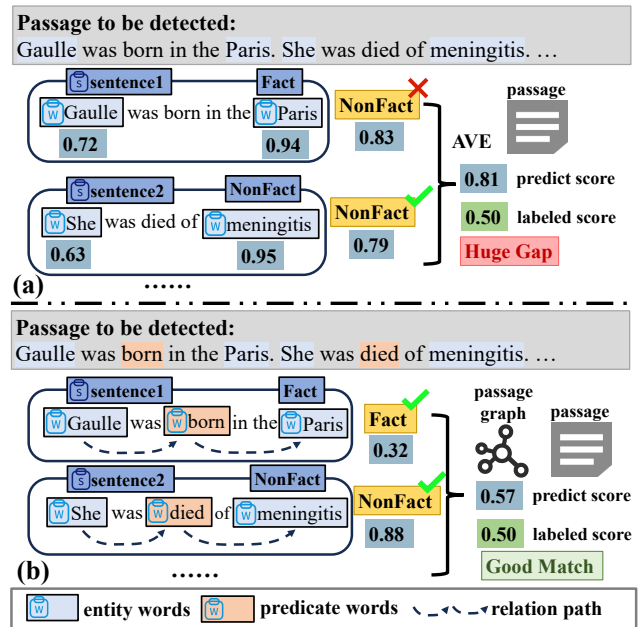 Passage to be detected:
Gaulle was born in the Paris. She was died of meningitis. …
S sentence1
Fact
W Gaulle was born in the W Paris
0.72
0.94
NonFact
0.83
S sentence2
NonFact
W She was died of W meningitis
0.63
0.95
NonFact
0.79
passage
AVE
0.81 predict score
0.50 labeled score
Huge Gap
(a)
……
Passage to be detected:
Gaulle was born in the Paris. She was died of meningitis. …
S sentence1
Fact
W Gaulle was W born in the W Paris
Fact
0.32
S sentence2
NonFact
W She was W died of W meningitis
NonFact
0.88
passage
graph
passage
0.57 predict score
0.50 labeled score
Good Match
(b)
……
W entity words W predicate words relation path